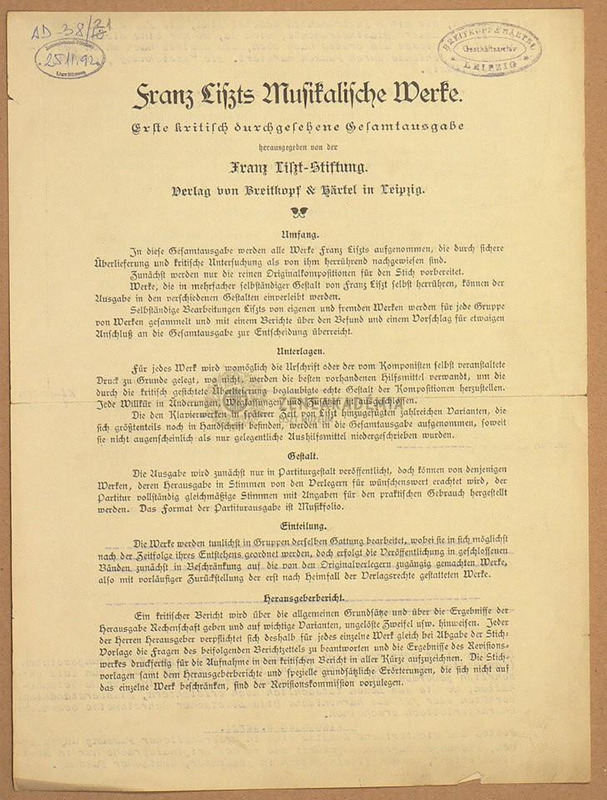 AD-38/
25.11.92.
BREITKOPF & HÄRTEL
Geschäftsarchiv
LEIPZIG
Franz Liszts Musikalische Werke.
Erste kritisch durchgesehene Gesamtausgabe
herausgegeben von der
Franz Liszt-Stiftung.
Verlag von Breitkopf & Härtel in Leipzig.
Umfang.
In diese Gesamtausgabe werden alle Werke Franz Liszts aufgenommen, die durch sichere
Überlieferung und kritische Untersuchung als von ihm herrührend nachgewiesen sind.
Zunächst werden nur die reinen Originalkompositionen für den Stich vorbereitet.
Werke, die in mehrfacher selbständiger Gestalt von Franz Liszt selbst herrühren, können der
Ausgabe in den verschiedenen Gestalten einverleibt werden.
Selbständige Bearbeitungen Liszts von eigenen und fremden Werken werden für jede Gruppe
von Werken gesammelt und mit einem Berichte über den Befund und einem Vorschlag für etwaigen
Anschluß an die Gesamtausgabe zur Entscheidung überreicht.
Unterlagen.
Für jedes Werk wird womöglich die Urschrift oder der vom Komponisten selbst veranstaltete
Druck zu Grunde gelegt, wo nicht, werden die besten vorhandenen Hilfsmittel verwandt, um die
durch die kritisch gesichtete Überlieferung beglaubigte echte Gestalt der Kompositionen herzustellen.
Jede Willkür in Änderungen, Weglassungen und Zusätzen ist ausgeschlossen.
ZENEAKADÉMIA
Die den Klavierwerken in späterer Zeit von Liszt hinzugefügten zahlreichen Varianten, die
sich größtenteils noch in Handschrift befinden, werden in die Gesamtausgabe aufgenommen, soweit
sie nicht augenscheinlich als nur gelegentliche Aushilfsmittel niedergeschrieben wurden.
Gestalt.
Die Ausgabe wird zunächst nur in Partiturgestalt veröffentlicht, doch können von denjenigen
Werken, deren Herausgabe in Stimmen von den Verlegern für wünschenswert erachtet wird, der
Partitur vollständig gleichmäßige Stimmen mit Angaben für den praktischen Gebrauch hergestellt
werden. Das Format der Partiturausgabe ist Musikfolio.
Einteilung.
Die Werke werden tunlichst in Gruppen derselben Gattung bearbeitet, wobei sie in sich möglichst
nach der Zeitfolge ihres Entstehens geordnet werden, doch erfolgt die Veröffentlichung in geschlossenen
Bänden zunächst in Beschränkung auf die von den Originalverlegern zugängig gemachten Werke,
also mit vorläufiger Zurückstellung der erst nach Heimfall der Verlagsrechte gestatteten Werke.
Herausgeberbericht.
Ein kritischer Bericht wird über die allgemeinen Grundsätze und über die Ergebnisse der
Herausgabe Rechenschaft geben und auf wichtige Varianten, ungelöste Zweifel usw. hinweisen. Jeder
der Herren Herausgeber verpflichtet sich deshalb für jedes einzelne Werk gleich bei Abgabe der Stich-
Vorlage die Fragen des beifolgenden Berichtzettels zu beantworten und die Ergebnisse des Revisions-
werkes druckfertig für die Aufnahme in den kritischen Bericht in aller Kürze aufzuzeichnen. Die Stich-
vorlagen samt dem Herausgeberberichte und spezielle grundsätzliche Erörterungen, die sich nicht auf
das einzelne Werk beschränken, sind der Revisionskommission vorzulegen.